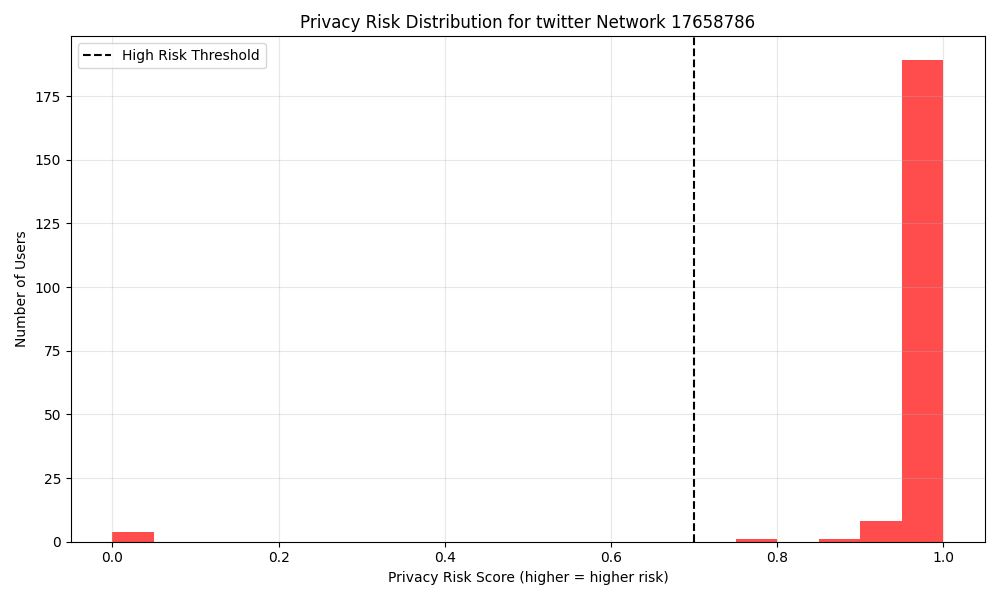 Privacy Risk Distribution for twitter Network 17658786
High Risk Threshold
175
150
125
100
75
50
25
0
Number of Users
0.0 0.2 0.4 0.6 0.8 1.0
Privacy Risk Score (higher = higher risk)